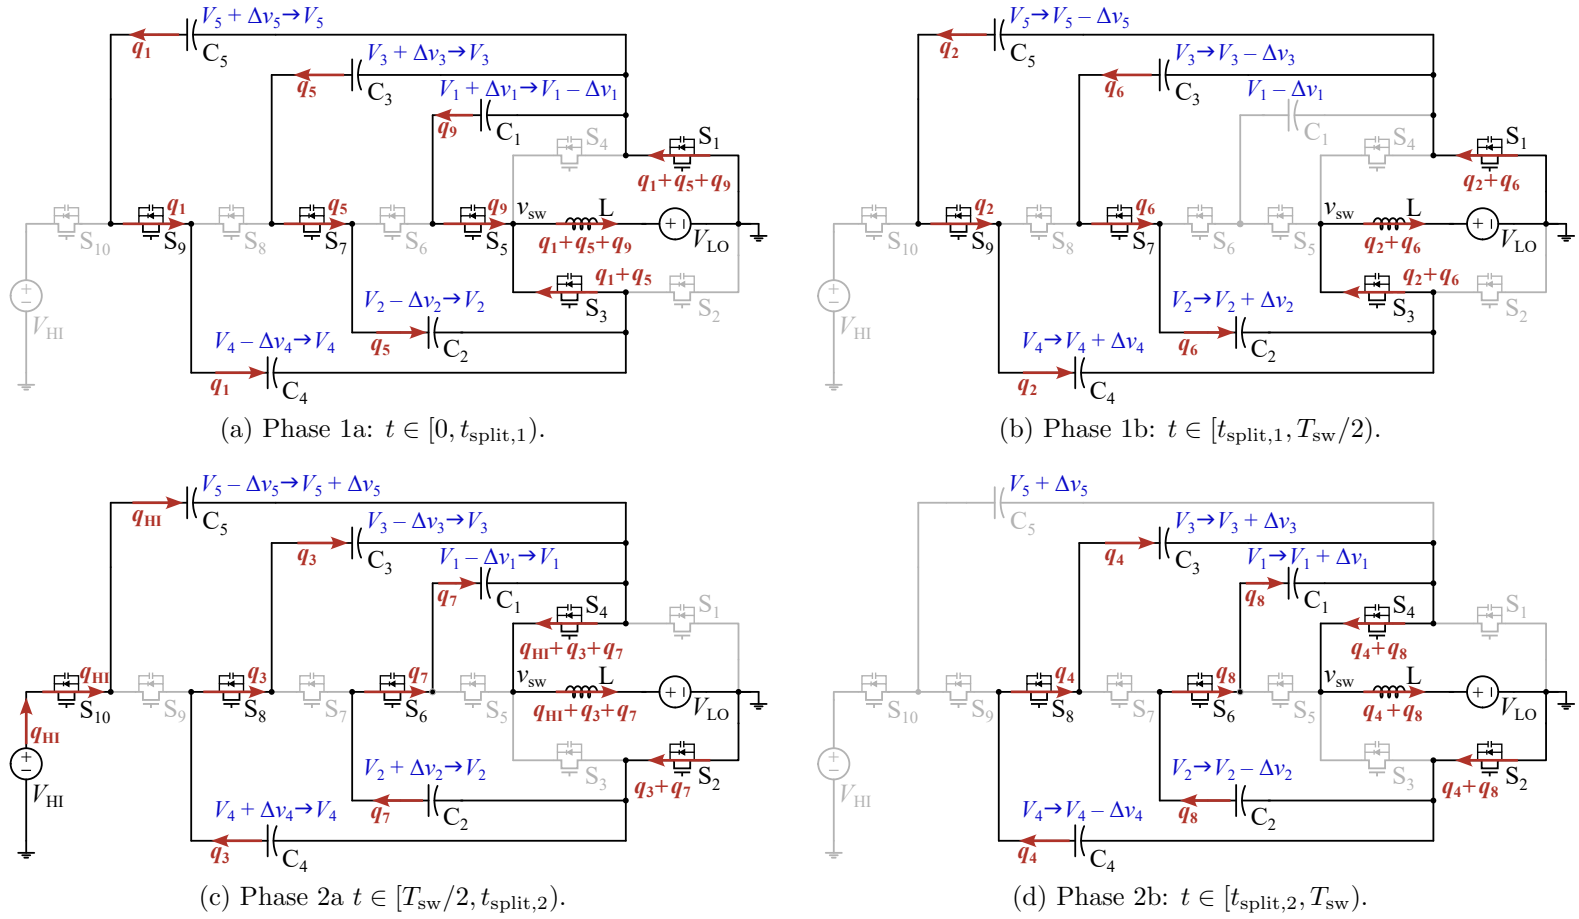 V5 + Δv5→V5
q1
C5
V3 + Δv3→V3
q5
C3
V1 + Δv1→V1 − Δv1
q9
C1
S4
S1
q1+q5+q9
q1
q5
q9
vsw
L
S10
S9
S8
S7
S6
S5
q1+q5+q9
VLO
q1+q5
S3
S2
VHI
V2 − Δv2→V2
q5
C2
V4 − Δv4→V4
q1
C4
(a) Phase 1a: t ∈ [0, tsplit,1).
V5→V5 − Δv5
q2
C5
V3→V3 − Δv3
q6
C3
V1 − Δv1
C1
S4
S1
q2+q6
q2
q6
vsw
L
S10
S9
S8
S7
S6
S5
q2+q6
VLO
q2+q6
S3
S2
VHI
V2→V2 + Δv2
q6
C2
V4→V4 + Δv4
q2
C4
(b) Phase 1b: t ∈ [tsplit,1, Tsw/2).
V5 − Δv5→V5 + Δv5
qHI
C5
V3 − Δv3→V3
q3
C3
V1 − Δv1→V1
q7
C1
S4
S1
qHI+q3+q7
qHI
q3
q7
vsw
L
S10
S9
S8
S7
S6
S5
qHI+q3+q7
VLO
qHI
S3
S2
q3+q7
VHI
V2 + Δv2→V2
q7
C2
V4 + Δv4→V4
q3
C4
(c) Phase 2a t ∈ [Tsw/2, tsplit,2).
V5 + Δv5
C5
V3→V3 + Δv3
q4
C3
V1→V1 + Δv1
q8
C1
S4
S1
q4+q8
q4
q8
vsw
L
S10
S9
S8
S7
S6
S5
q4+q8
VLO
S3
S2
q4+q8
VHI
V2→V2 − Δv2
q8
C2
V4→V4 − Δv4
q4
C4
(d) Phase 2b: t ∈ [tsplit,2, Tsw).